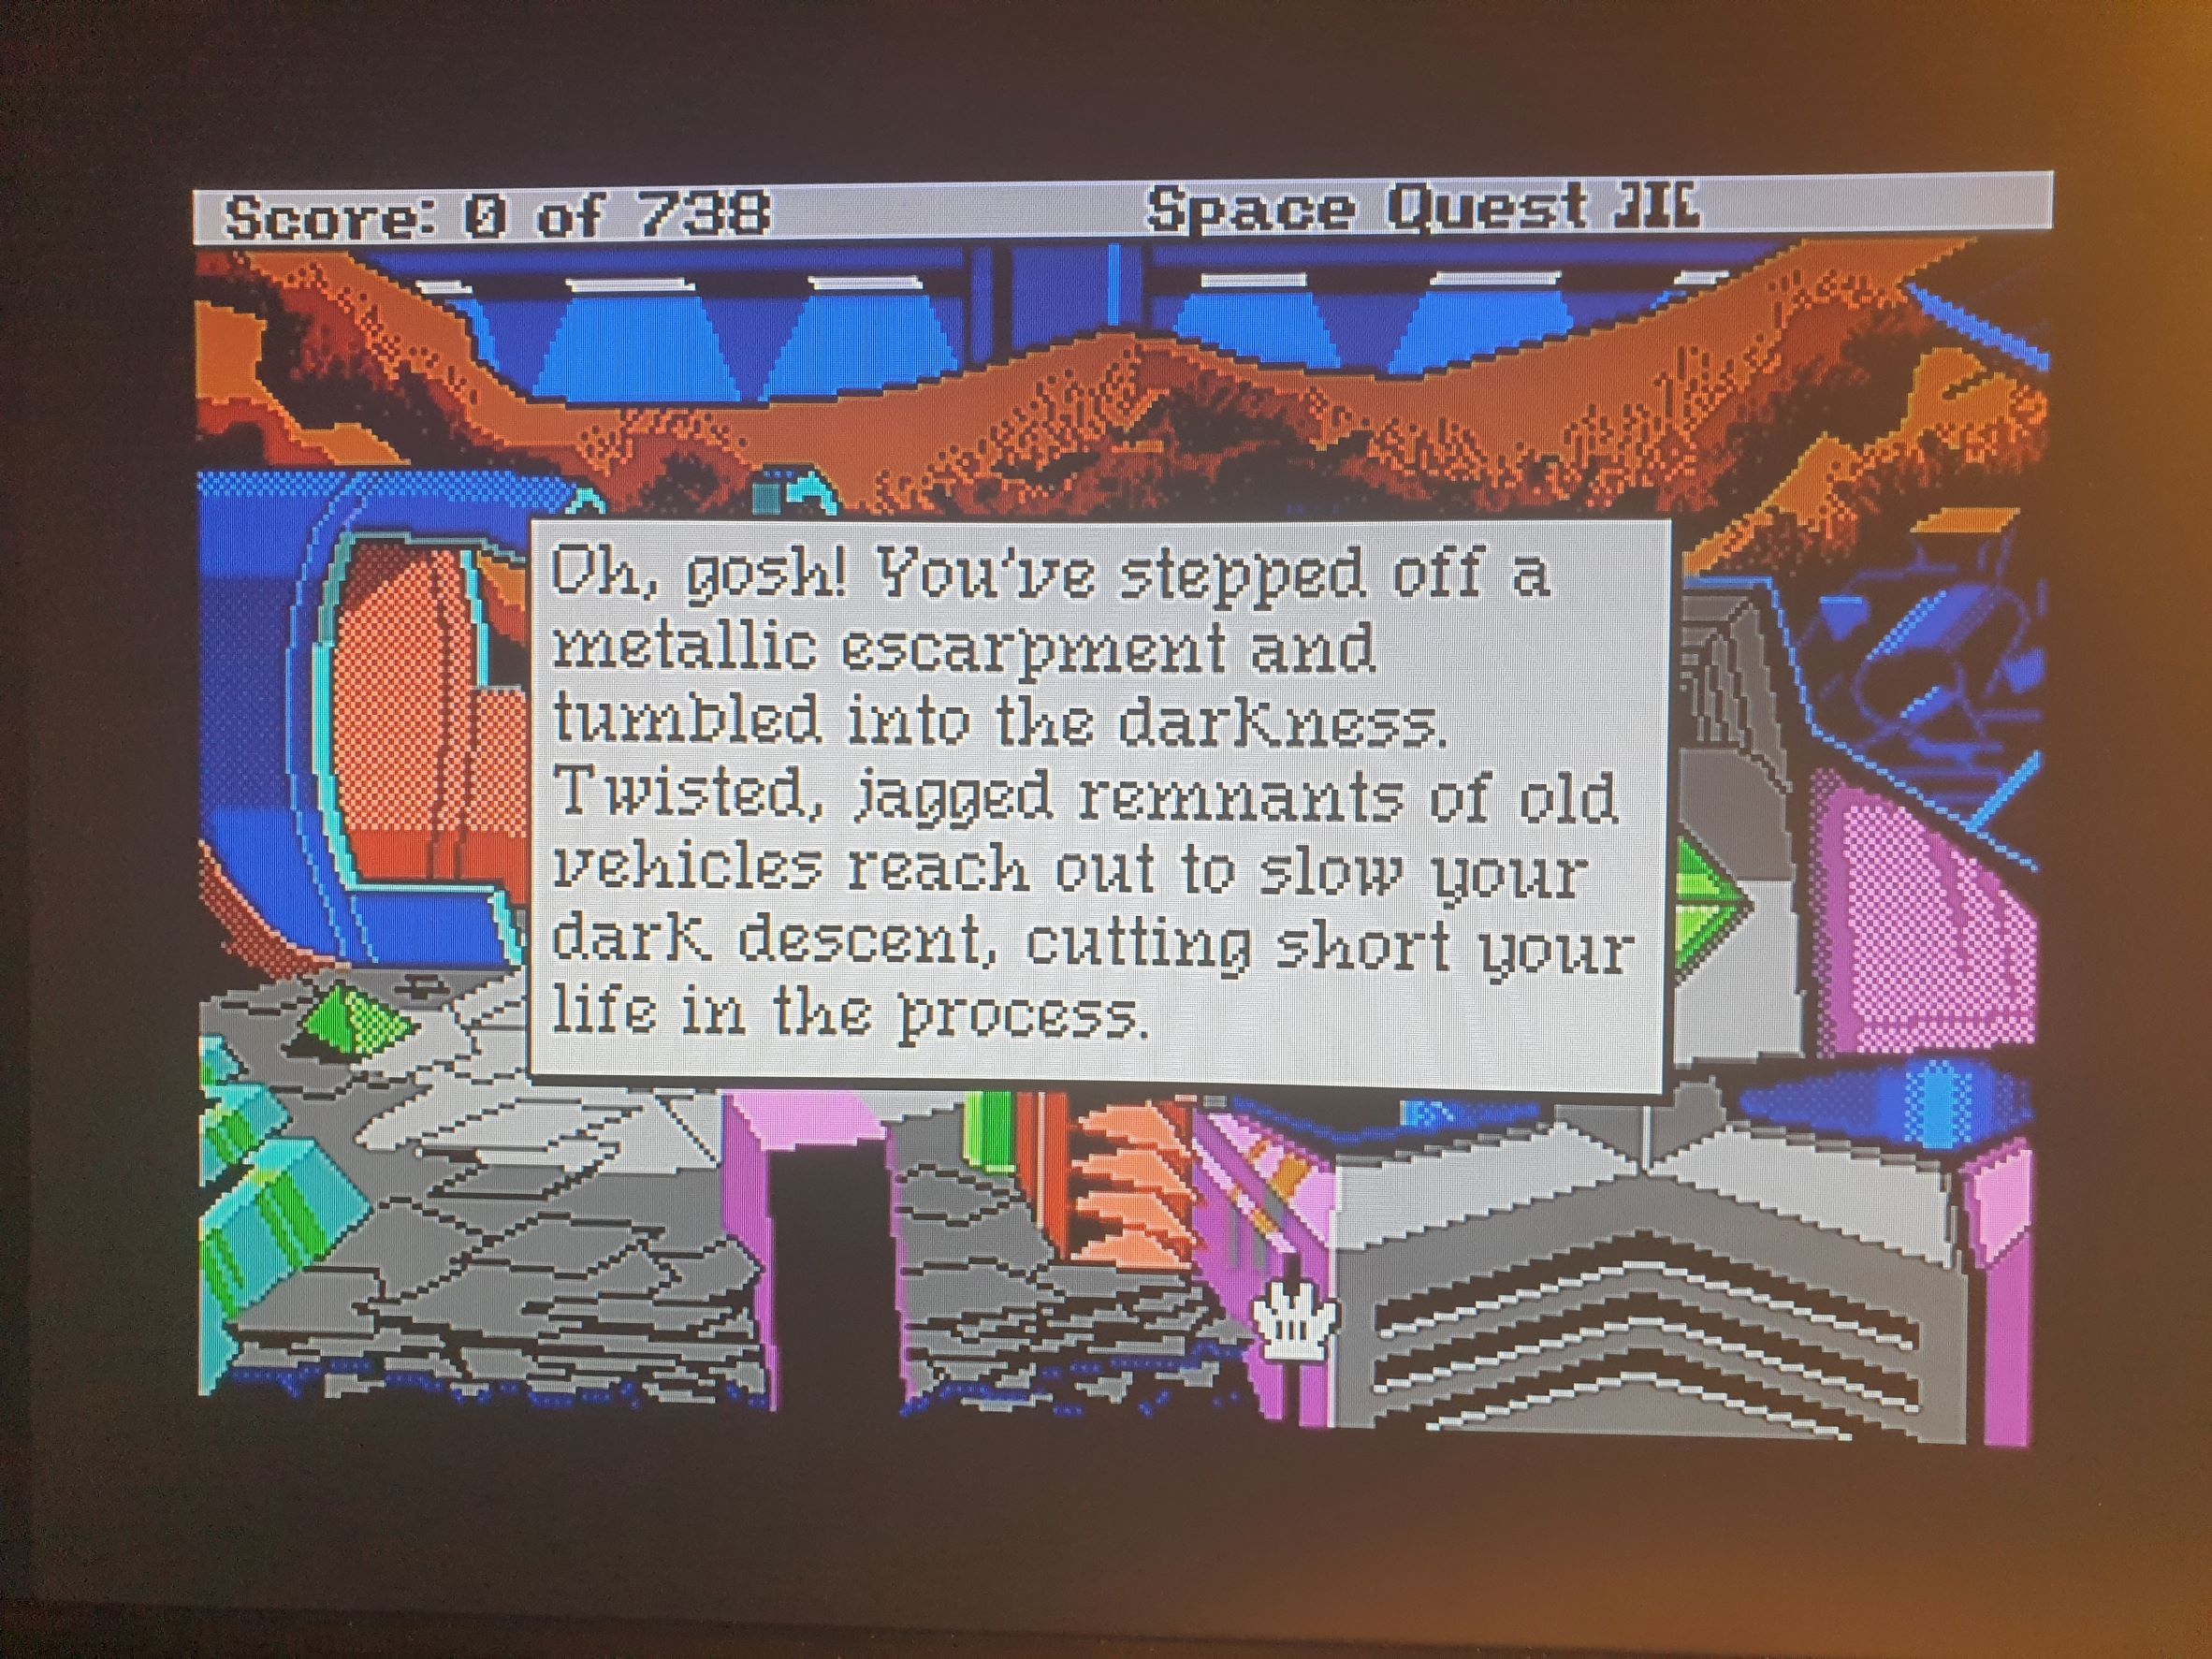 Score: 0 of 738 Space Quest III
Oh, gosh! You've stepped off a
metallic escarpment and
tumbled into the darkness.
Twisted, jagged remnants of old
vehicles reach out to slow your
dark descent, cutting short your
life in the process.